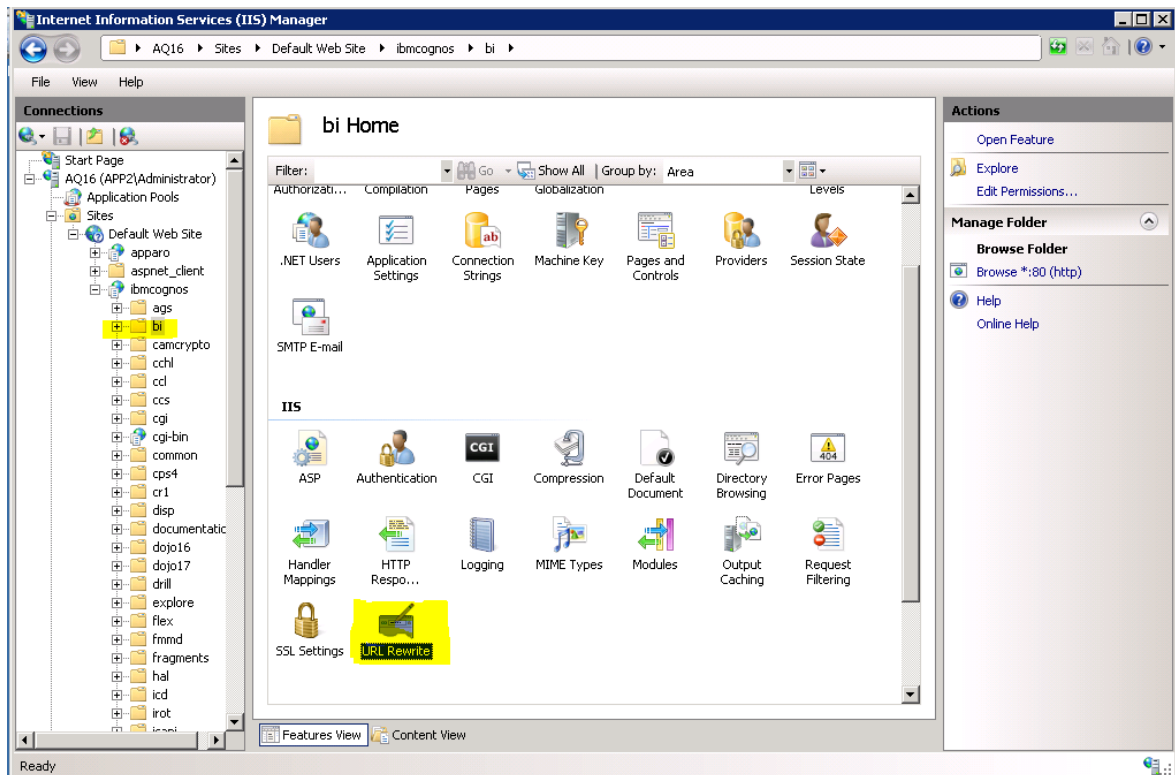 Internet Information Services (IIS) Manager
AQ16 Sites Default Web Site ibmcognos bi
File View Help
Connections
Start Page
AQ16 (APP2\Administrator)
Application Pools
Sites
Default Web Site
apparo
aspnet_client
ibmcognos
ags
bi
camcrypto
cchl
ccl
ccs
cgi
cgi-bin
common
cps4
cr1
disp
documentatic
dojo16
dojo17
drill
explore
flex
fmmd
fragments
hal
icd
irot
bi Home
Filter: Go Show All Group by: Area
Authorizati... Compilation Pages Globalization Levels
.NET Users Application Settings Connection Strings Machine Key Pages and Controls Providers Session State
ab
SMTP E-mail
IIS
CGI 404
ASP Authentication CGI Compression Default Document Directory Browsing Error Pages
Handler Mappings HTTP Respo... Logging MIME Types Modules Output Caching Request Filtering
SSL Settings URL Rewrite
Features View Content View
Actions
Open Feature
Explore
Edit Permissions...
Manage Folder
Browse Folder
Browse *:80 (http)
Help
Online Help
Ready